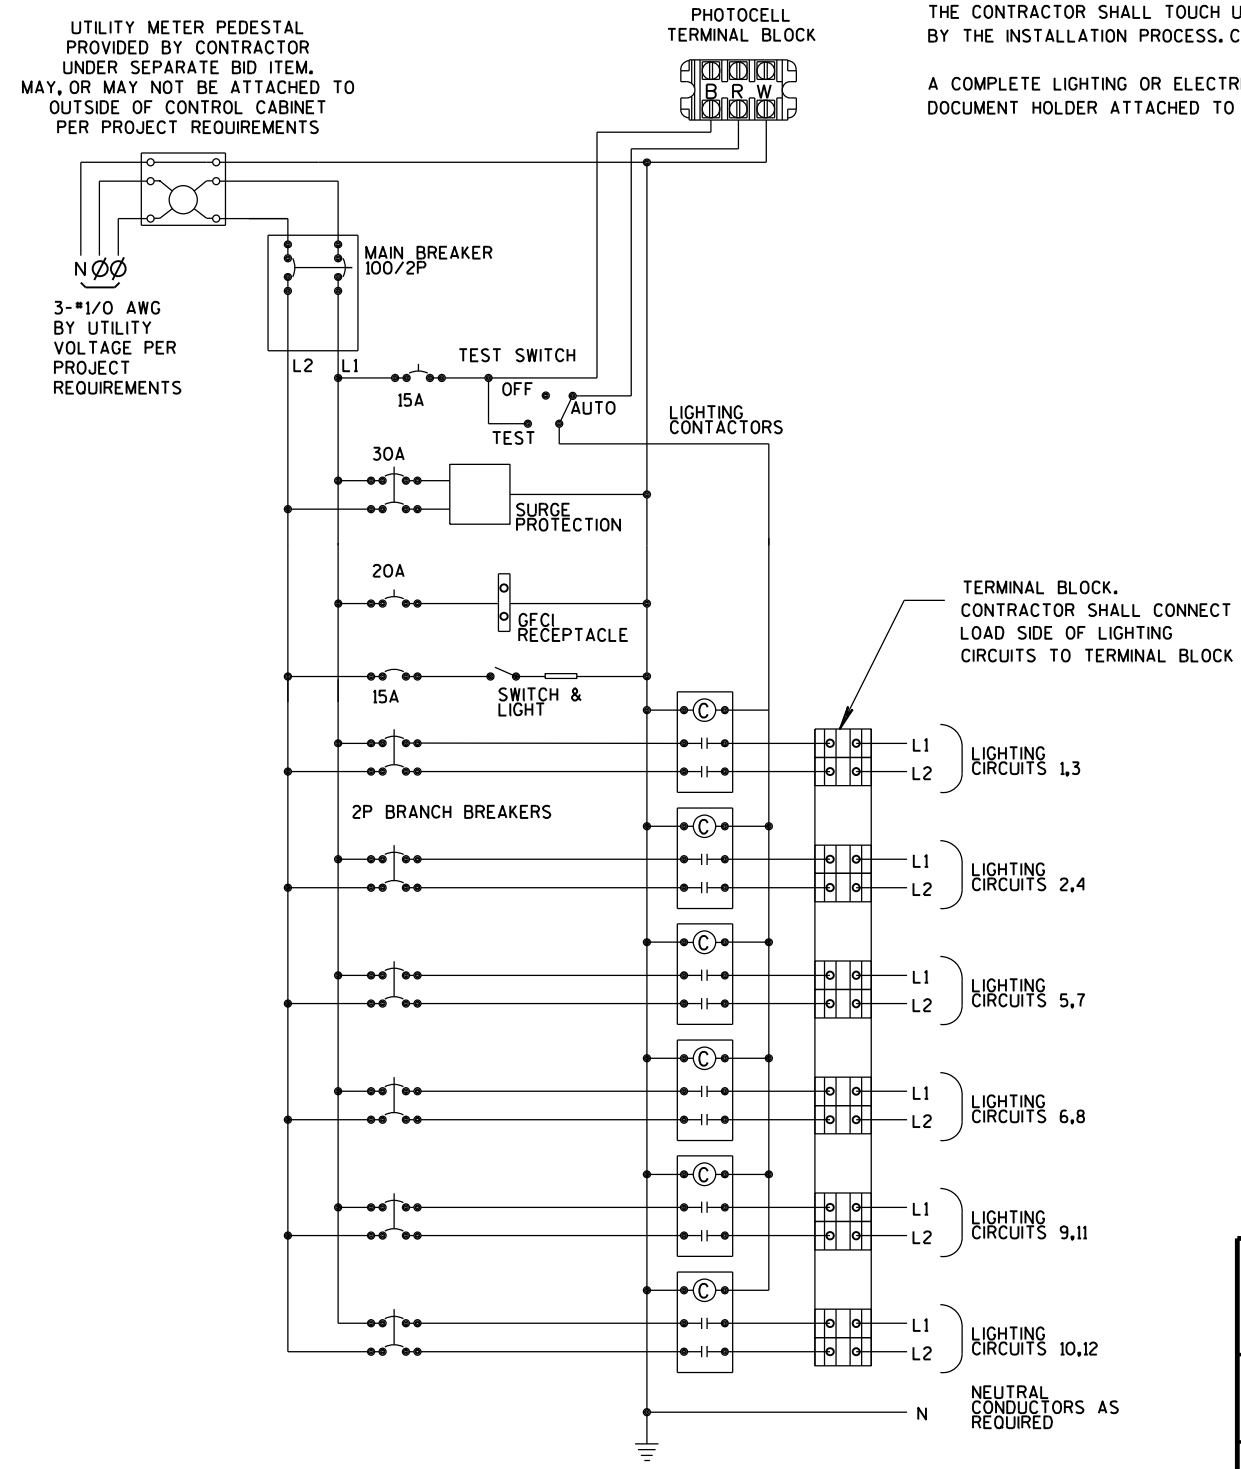 UTILITY METER PEDESTAL
PROVIDED BY CONTRACTOR
UNDER SEPARATE BID ITEM.
MAY, OR MAY NOT BE ATTACHED TO
OUTSIDE OF CONTROL CABINET
PER PROJECT REQUIREMENTS
PHOTOCELL
TERMINAL BLOCK
B R W
THE CONTRACTOR SHALL TOUCH U
BY THE INSTALLATION PROCESS. C
A COMPLETE LIGHTING OR ELECTR
DOCUMENT HOLDER ATTACHED TO
N ØØ
3-#1/0 AWG
BY UTILITY
VOLTAGE PER
PROJECT
REQUIREMENTS
MAIN BREAKER
100/2P
L2 L1
TEST SWITCH
15A
OFF
AUTO
TEST
LIGHTING
CONTACTORS
30A
SURGE
PROTECTION
20A
GFCI
RECEPTACLE
15A
SWITCH &
LIGHT
TERMINAL BLOCK.
CONTRACTOR SHALL CONNECT
LOAD SIDE OF LIGHTING
CIRCUITS TO TERMINAL BLOCK
C
L1
L2
LIGHTING
CIRCUITS 1,3
2P BRANCH BREAKERS
C
L1
L2
LIGHTING
CIRCUITS 2,4
C
L1
L2
LIGHTING
CIRCUITS 5,7
C
L1
L2
LIGHTING
CIRCUITS 6,8
C
L1
L2
LIGHTING
CIRCUITS 9,11
C
L1
L2
LIGHTING
CIRCUITS 10,12
N
NEUTRAL
CONDUCTORS AS
REQUIRED